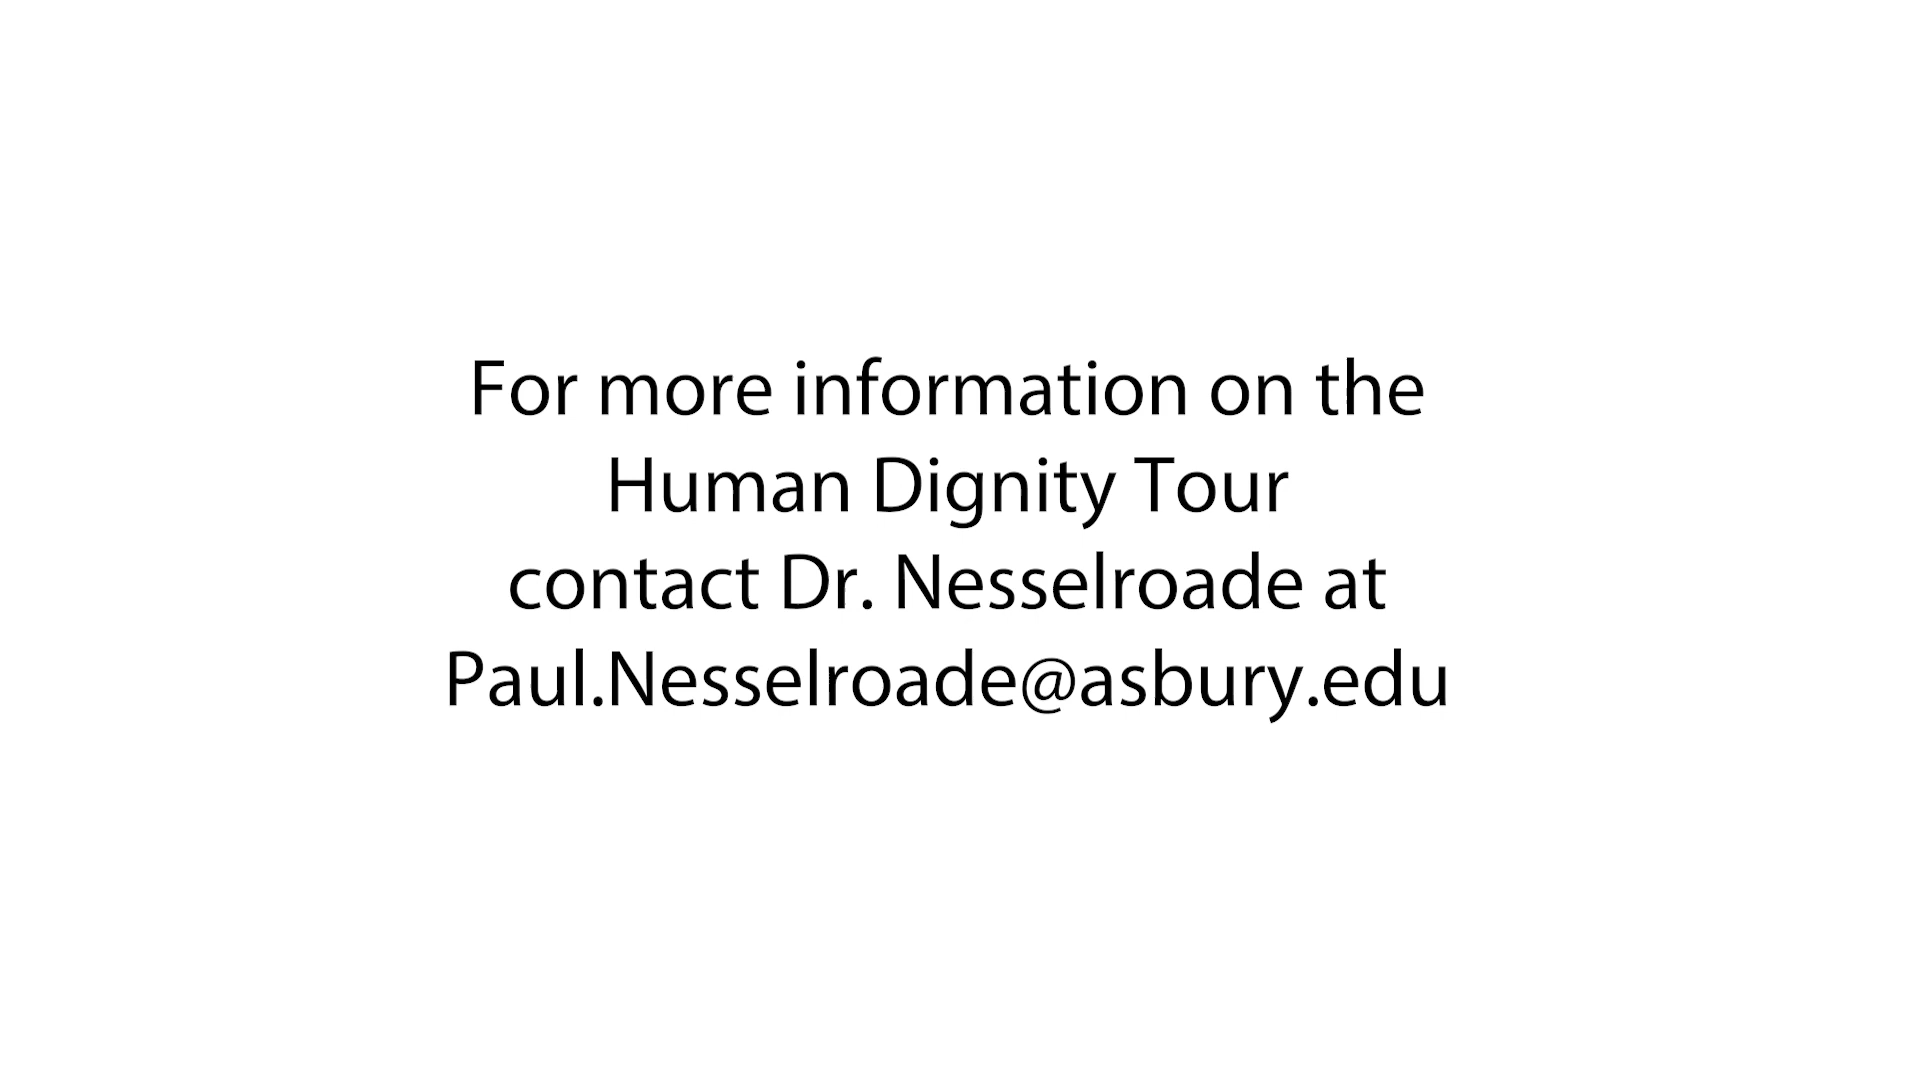 For more information on the
Human Dignity Tour
contact Dr. Nesselroade at
Paul.Nesselroade@asbury.edu